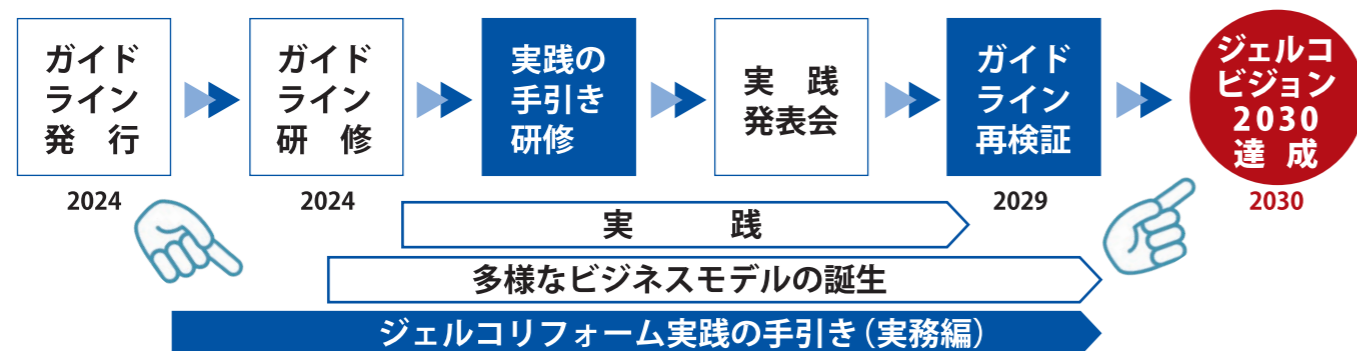 ガイド
ライン
発　行
2024
ガイド
ライン
研　修
2024
実践の
手引き
研修
実　践
発表会
ガイド
ライン
再検証
2029
ジェルコ
ビジョン
2030
達　成
2030
実　　践
多様なビジネスモデルの誕生
ジェルコリフォーム実践の手引き（実務編）